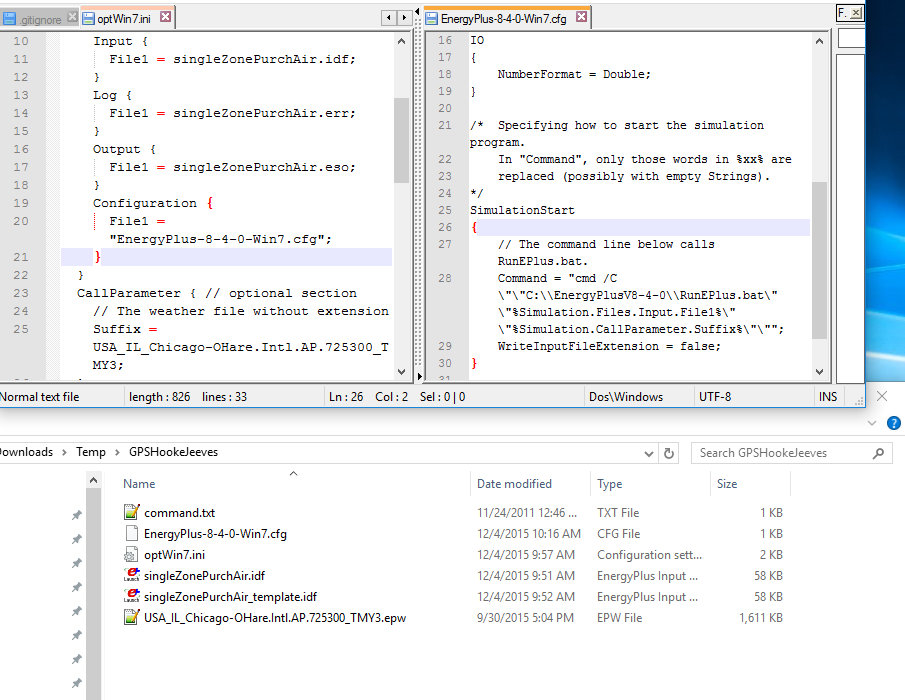 .gitignore optWin7.ini
10 Input {
11 File1 = singleZonePurchAir.idf;
12 }
13 Log {
14 File1 = singleZonePurchAir.err;
15 }
16 Output {
17 File1 = singleZonePurchAir.eso;
18 }
19 Configuration {
20 File1 =
"EnergyPlus-8-4-0-Win7.cfg";
21 }
22 }
23 CallParameter { // optional section
24 // The weather file without extension
25 Suffix =
USA_IL_Chicago-OHare.Intl.AP.725300_T
MY3;
EnergyPlus-8-4-0-Win7.cfg
16 IO
17 {
18 NumberFormat = Double;
19 }
20
21 /* Specifying how to start the simulation
program.
22 In "Command", only those words in %xx% are
23 replaced (possibly with empty Strings).
24 */
25 SimulationStart
26 {
27 // The command line below calls
RunEPlus.bat.
28 Command = "cmd /C
\"\"C:\\EnergyPlusV8-4-0\\RunEPlus.bat\"
\"%Simulation.Files.Input.File1%\"
\"%Simulation.CallParameter.Suffix%\"\"";
29 WriteInputFileExtension = false;
30 }
31
F.
Normal text file length : 826 lines : 33 Ln : 26 Col : 2 Sel : 0 | 0 Dos\Windows UTF-8 INS
ownloads > Temp > GPSHookeJeeves Search GPSHookeJeeves
Name Date modified Type Size
command.txt 11/24/2011 12:46 ... TXT File 1 KB
EnergyPlus-8-4-0-Win7.cfg 12/4/2015 10:16 AM CFG File 1 KB
optWin7.ini 12/4/2015 9:57 AM Configuration sett... 2 KB
singleZonePurchAir.idf 12/4/2015 9:51 AM EnergyPlus Input ... 58 KB
singleZonePurchAir_template.idf 12/4/2015 9:52 AM EnergyPlus Input ... 58 KB
USA_IL_Chicago-OHare.Intl.AP.725300_TMY3.epw 9/30/2015 5:04 PM EPW File 1,611 KB